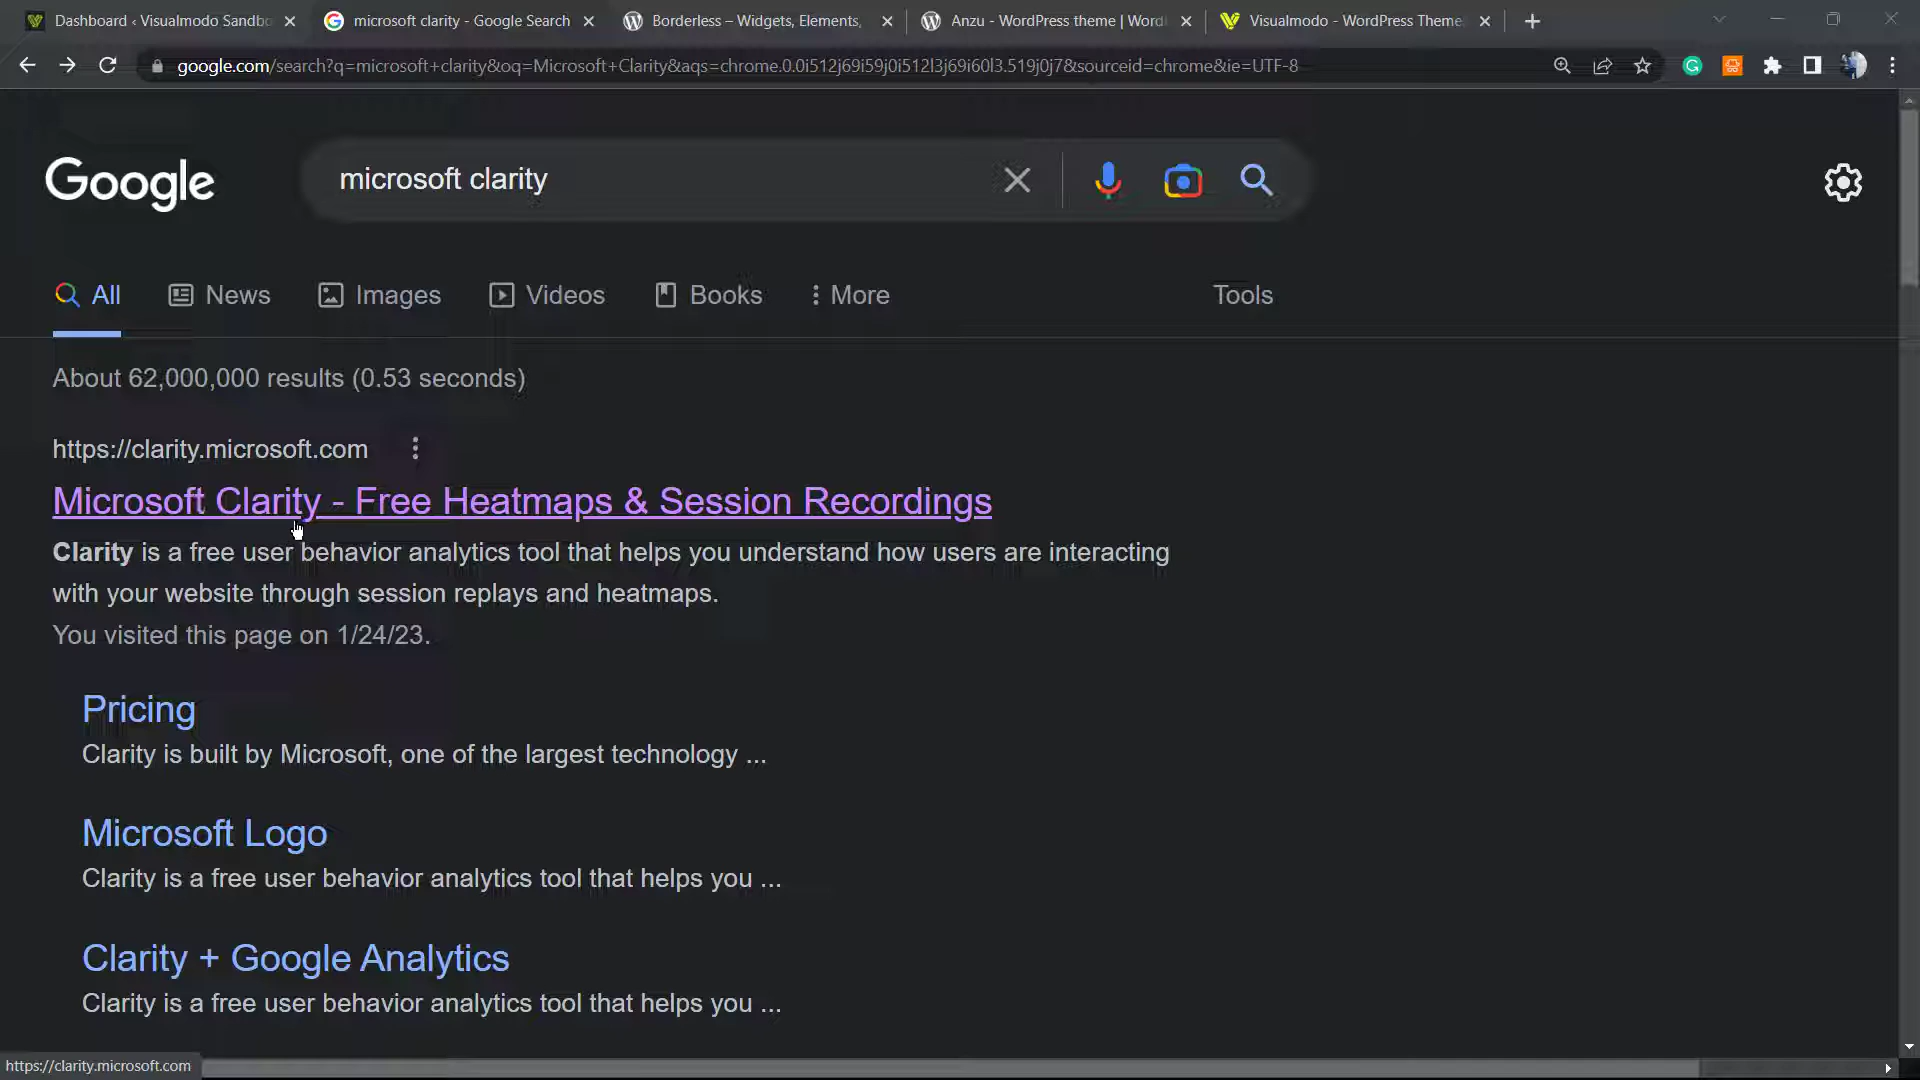 Dashboard ‹ Visualmodo Sandbo
microsoft clarity - Google Search
Borderless – Widgets, Elements,
Anzu - WordPress theme | Word
Visualmodo - WordPress Theme
google.com/search?q=microsoft+clarity&oq=Microsoft+Clarity&aqs=chrome.0.0i512j69i59j0i512l3j69i60l3.519j0j7&sourceid=chrome&ie=UTF-8
Google
microsoft clarity
All
News
Images
Videos
Books
More
Tools
About 62,000,000 results (0.53 seconds)
https://clarity.microsoft.com
Microsoft Clarity - Free Heatmaps & Session Recordings
Clarity is a free user behavior analytics tool that helps you understand how users are interacting
with your website through session replays and heatmaps.
You visited this page on 1/24/23.
Pricing
Clarity is built by Microsoft, one of the largest technology ...
Microsoft Logo
Clarity is a free user behavior analytics tool that helps you ...
Clarity + Google Analytics
Clarity is a free user behavior analytics tool that helps you ...
https://clarity.microsoft.com